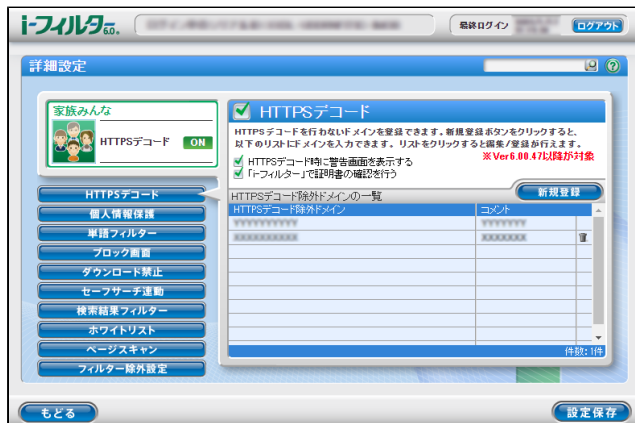 i-フィルター6.0.
最終ログイン
ログアウト
詳細設定
家族みんな
HTTPSデコード ON
HTTPSデコード
個人情報保護
単語フィルター
ブロック画面
ダウンロード禁止
セーフサーチ連動
検索結果フィルター
ホワイトリスト
ページスキャン
フィルター除外設定
HTTPSデコード
HTTPSデコードを行わないドメインを登録できます。新規登録ボタンをクリックすると、
以下のリストにドメインを入力できます。リストをクリックすると編集/登録が行えます。
※Ver6.00.47以降が対象
HTTPSデコード時に警告画面を表示する
「i-フィルター」で証明書の確認を行う
HTTPSデコード除外ドメインの一覧
新規登録
HTTPSデコード除外ドメイン コメント
YYYYYYYYYY YYYYYYY
XXXXXXXXXX XXXXXXX
件数:1件
もどる
設定保存